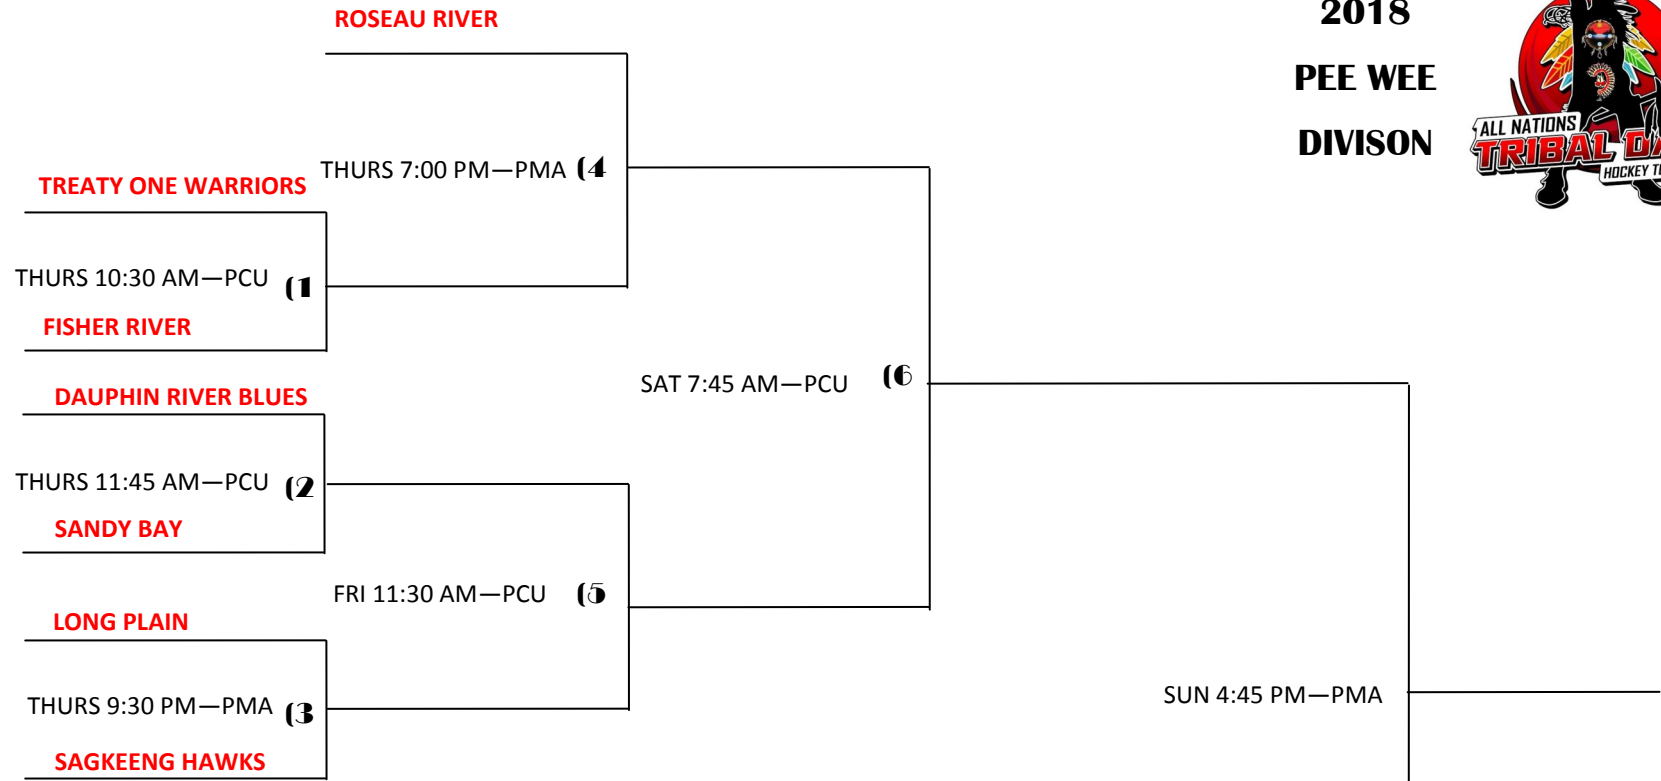 ROSEAU RIVER
2018
PEE WEE
DIVISON
ALL NATIONS
TRIBAL
HOCKEY
THURS 7:00 PM—PMA (4
TREATY ONE WARRIORS
THURS 10:30 AM—PCU (1
FISHER RIVER
SAT 7:45 AM—PCU (6
DAUPHIN RIVER BLUES
THURS 11:45 AM—PCU (2
SANDY BAY
FRI 11:30 AM—PCU (5
LONG PLAIN
SUN 4:45 PM—PMA
THURS 9:30 PM—PMA (3
SAGKEENG HAWKS